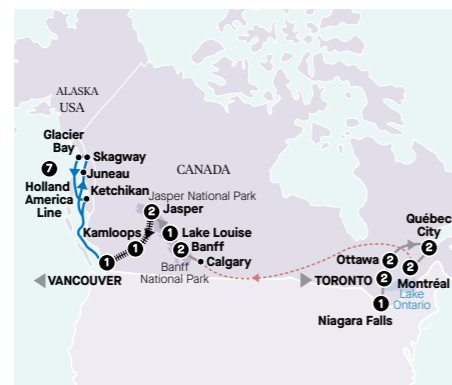 ALASKA
USA
Glacier
Bay
Skagway
7
Juneau
Holland
America
Line
Ketchikan
CANADA
Jasper National Park
2
Jasper
Kamloops
1
1
Lake Louise
2
Banff
Banff
National Park
Calgary
1
VANCOUVER
Québec
City
2
Ottawa
2
2
Montréal
TORONTO
2
Lake
Ontario
1
Niagara Falls